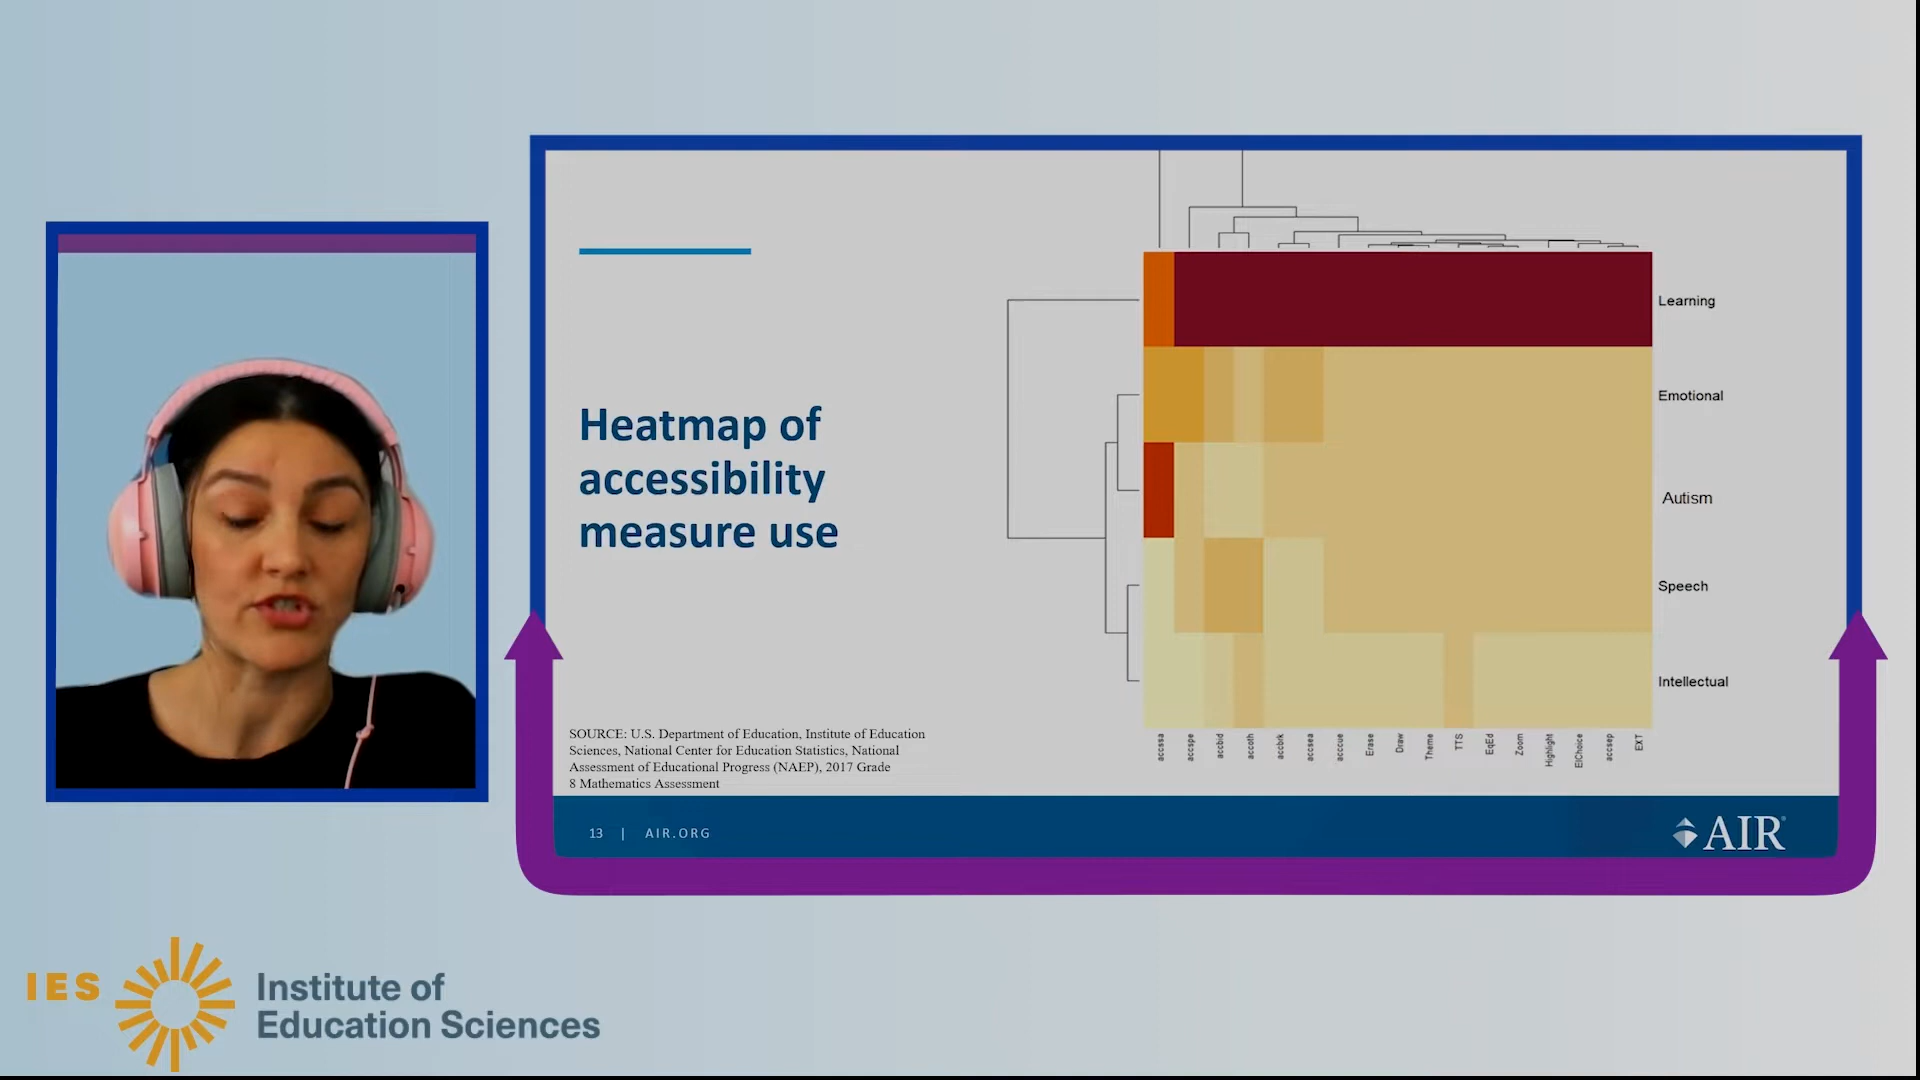 Heatmap of
accessibility
measure use
Learning
Emotional
Autism
Speech
Intellectual
accssa
accspe
accbid
accoth
accbrk
accsea
acccue
Erase
Draw
Theme
TTS
EqEd
Zoom
Highlight
ElChoice
accsep
EXT
SOURCE: U.S. Department of Education, Institute of Education
Sciences, National Center for Education Statistics, National
Assessment of Educational Progress (NAEP), 2017 Grade
8 Mathematics Assessment
13 | AIR.ORG
AIR
IES
Institute of
Education Sciences